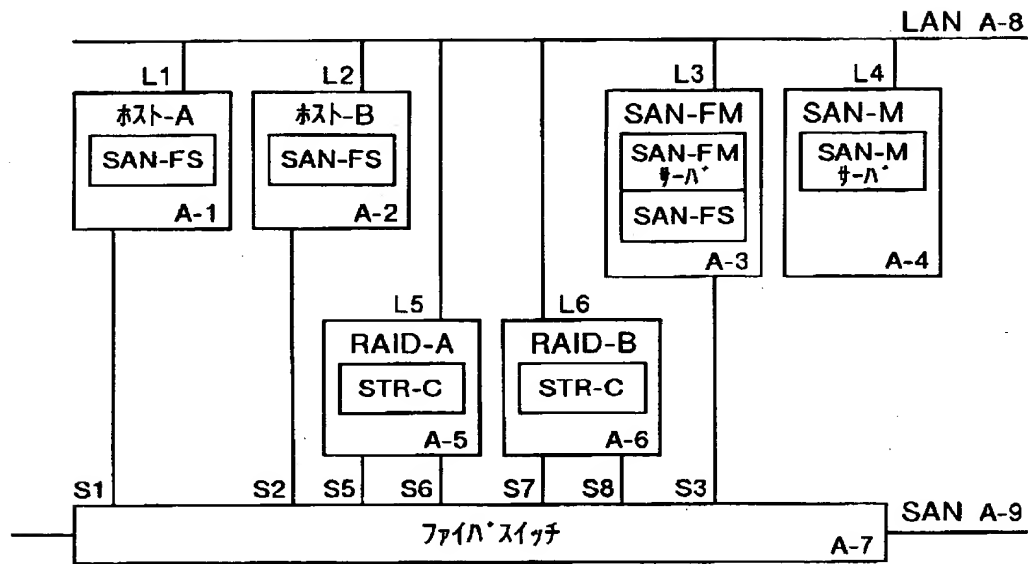 LAN A-8
L1
L2
L3
L4
ﾎｽﾄ-A
SAN-FS
A-1
ﾎｽﾄ-B
SAN-FS
A-2
SAN-FM
SAN-FM
ｻｰﾊﾞ
SAN-FS
A-3
SAN-M
SAN-M
ｻｰﾊﾞ
A-4
L5
L6
RAID-A
STR-C
A-5
RAID-B
STR-C
A-6
S1
S2
S5
S6
S7
S8
S3
SAN A-9
ﾌｧｲﾊﾞｽｲｯﾁ
A-7